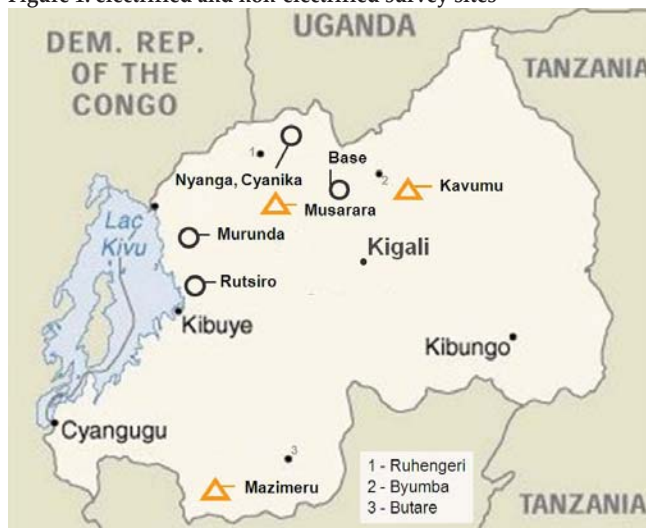 Figure 1: electrified and non-electrified survey sites
UGANDA
DEM. REP.
OF THE
CONGO
TANZANIA
1
Base
2
Nyanga, Cyanika
Kavumu
Musarara
Lac
Kivu
Murunda
Kigali
Rutsiro
Kibuye
Kibungo
Cyangugu
3
Mazimeru
1 - Ruhengeri
2 - Byumba
3 - Butare
TANZANIA